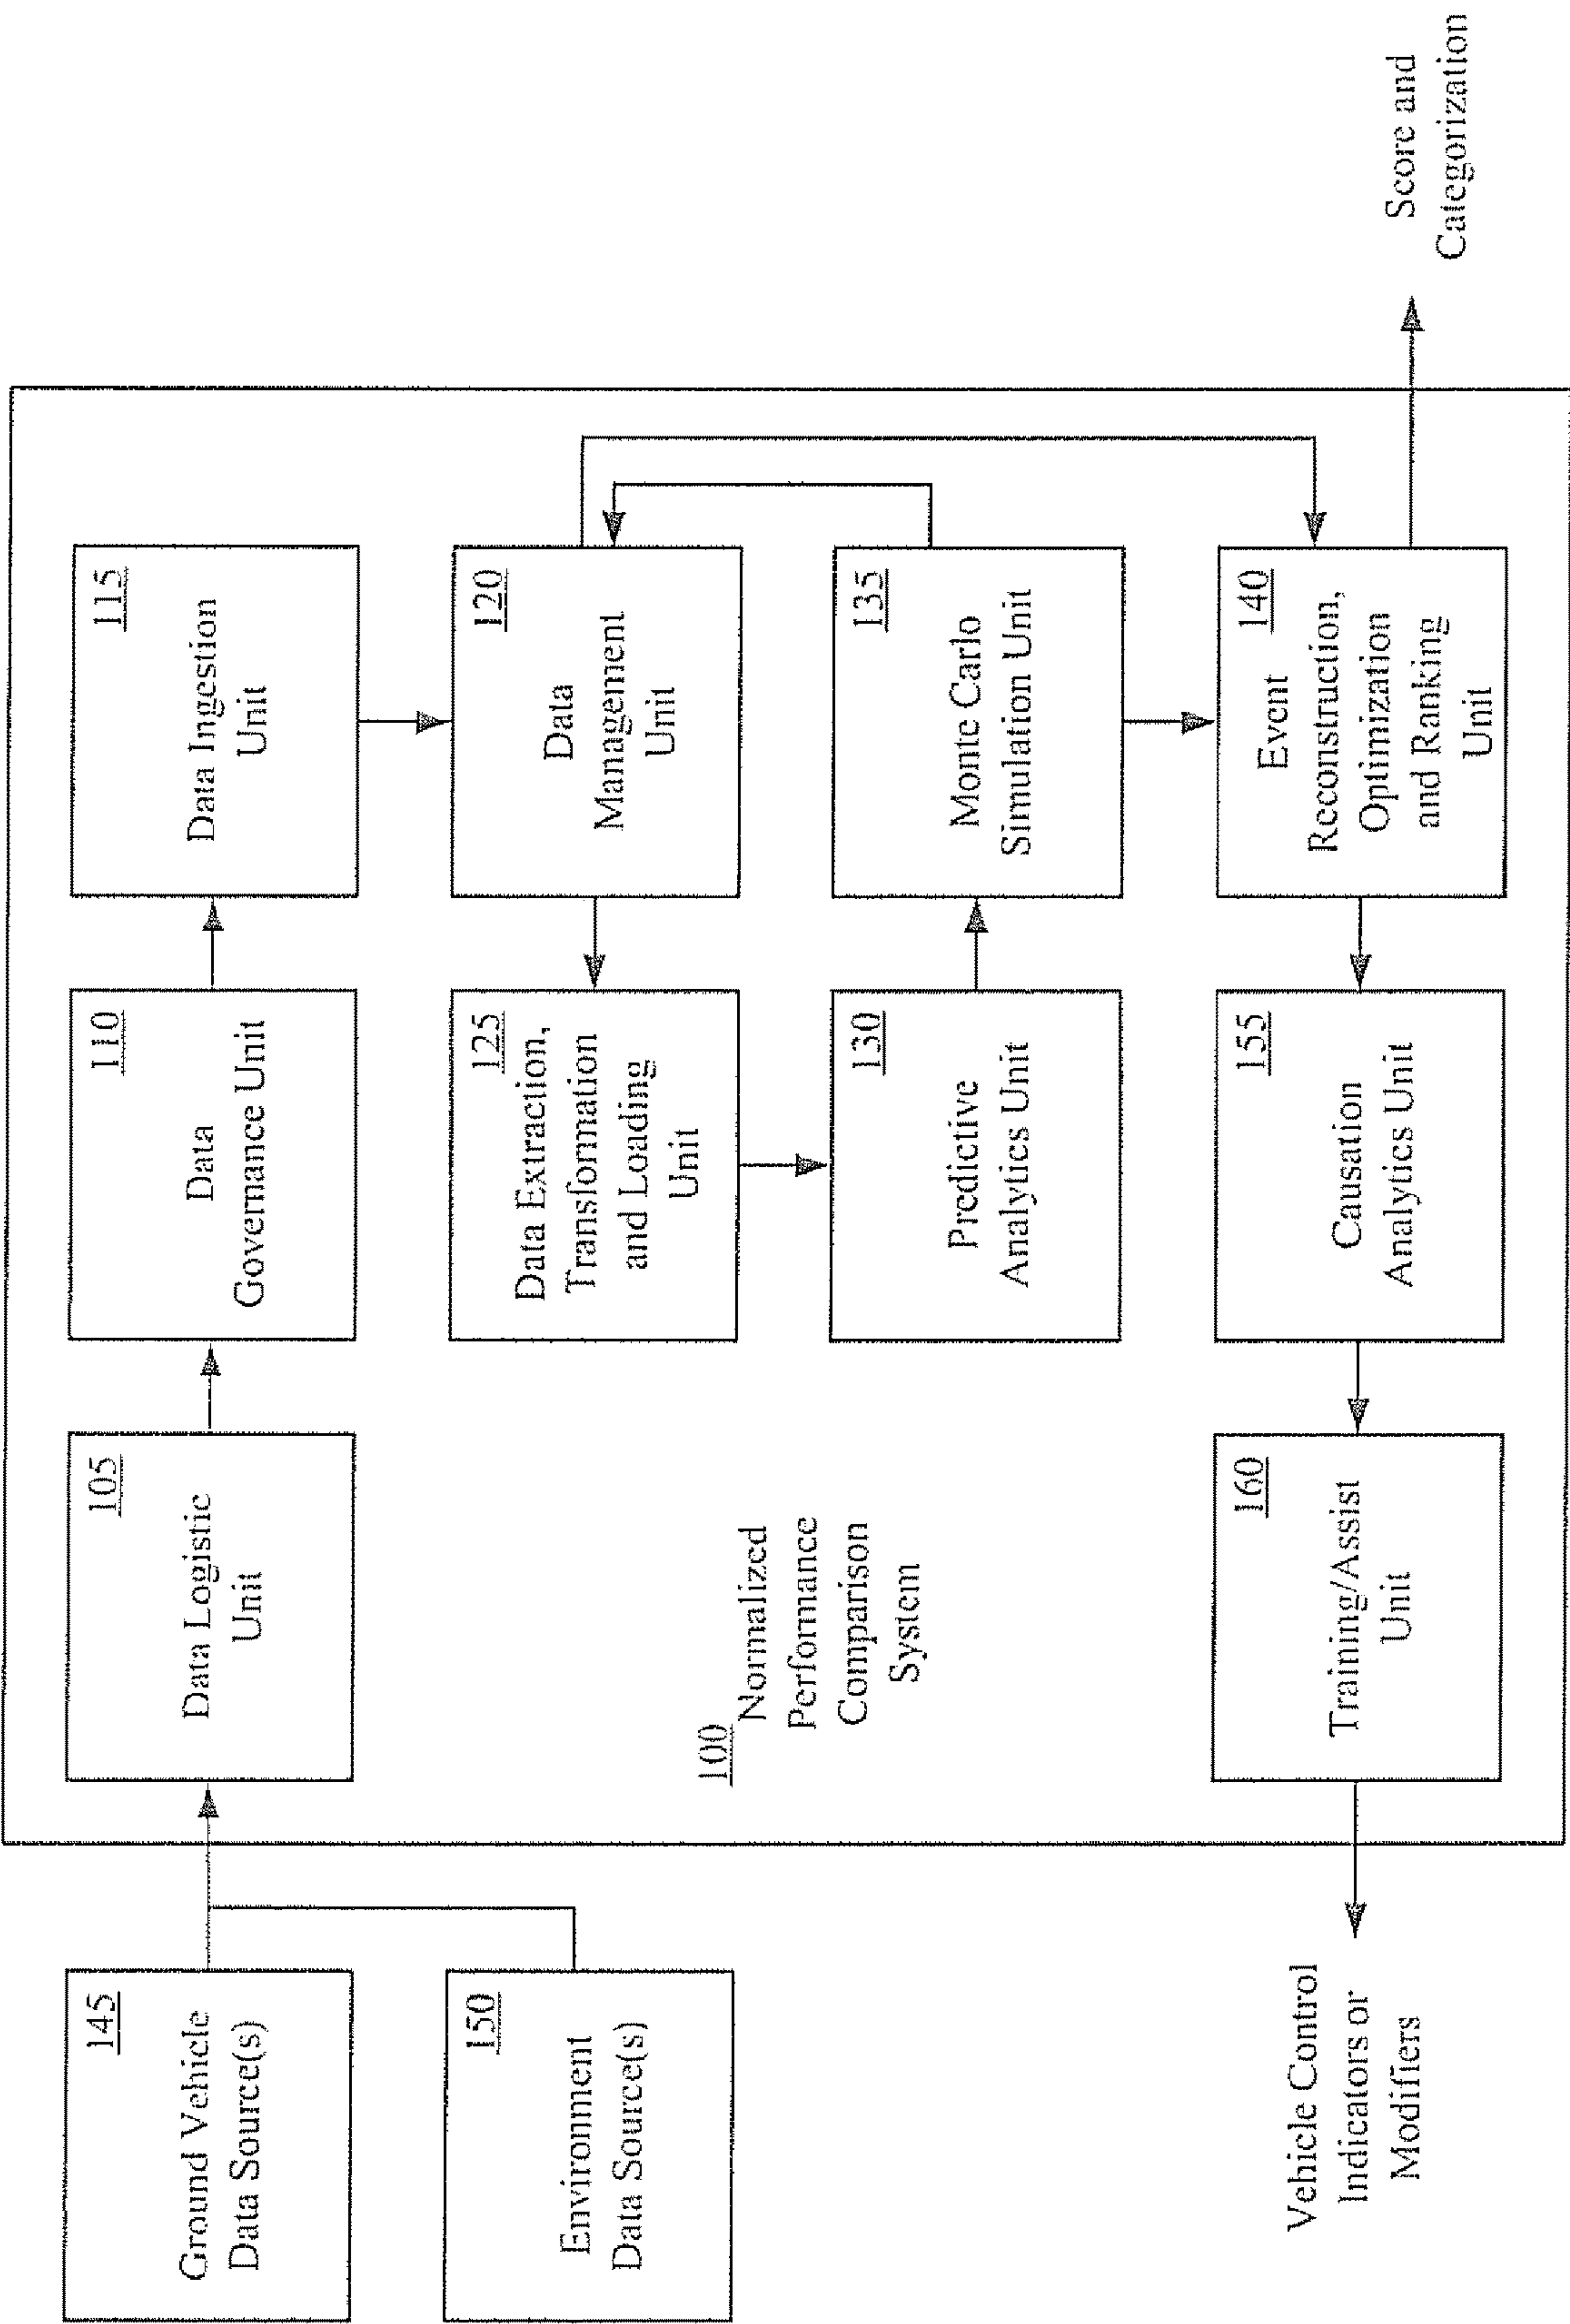 145
Ground Vehicle
Data Source(s)
105
Data Logistic
Unit
110
Data
Governance Unit
115
Data Ingestion
Unit
150
Environment
Data Source(s)
100
Normalized
Performance
Comparison
System
125
Data Extraction,
Transformation
and Loading
Unit
120
Data
Management
Unit
130
Predictive
Analytics Unit
135
Monte Carlo
Simulation Unit
Vehicle Control
Indicators or
Modifiers
160
Training/Assist
Unit
155
Causation
Analytics Unit
140
Event
Reconstruction,
Optimization
and Ranking
Unit
Score and
Categorization